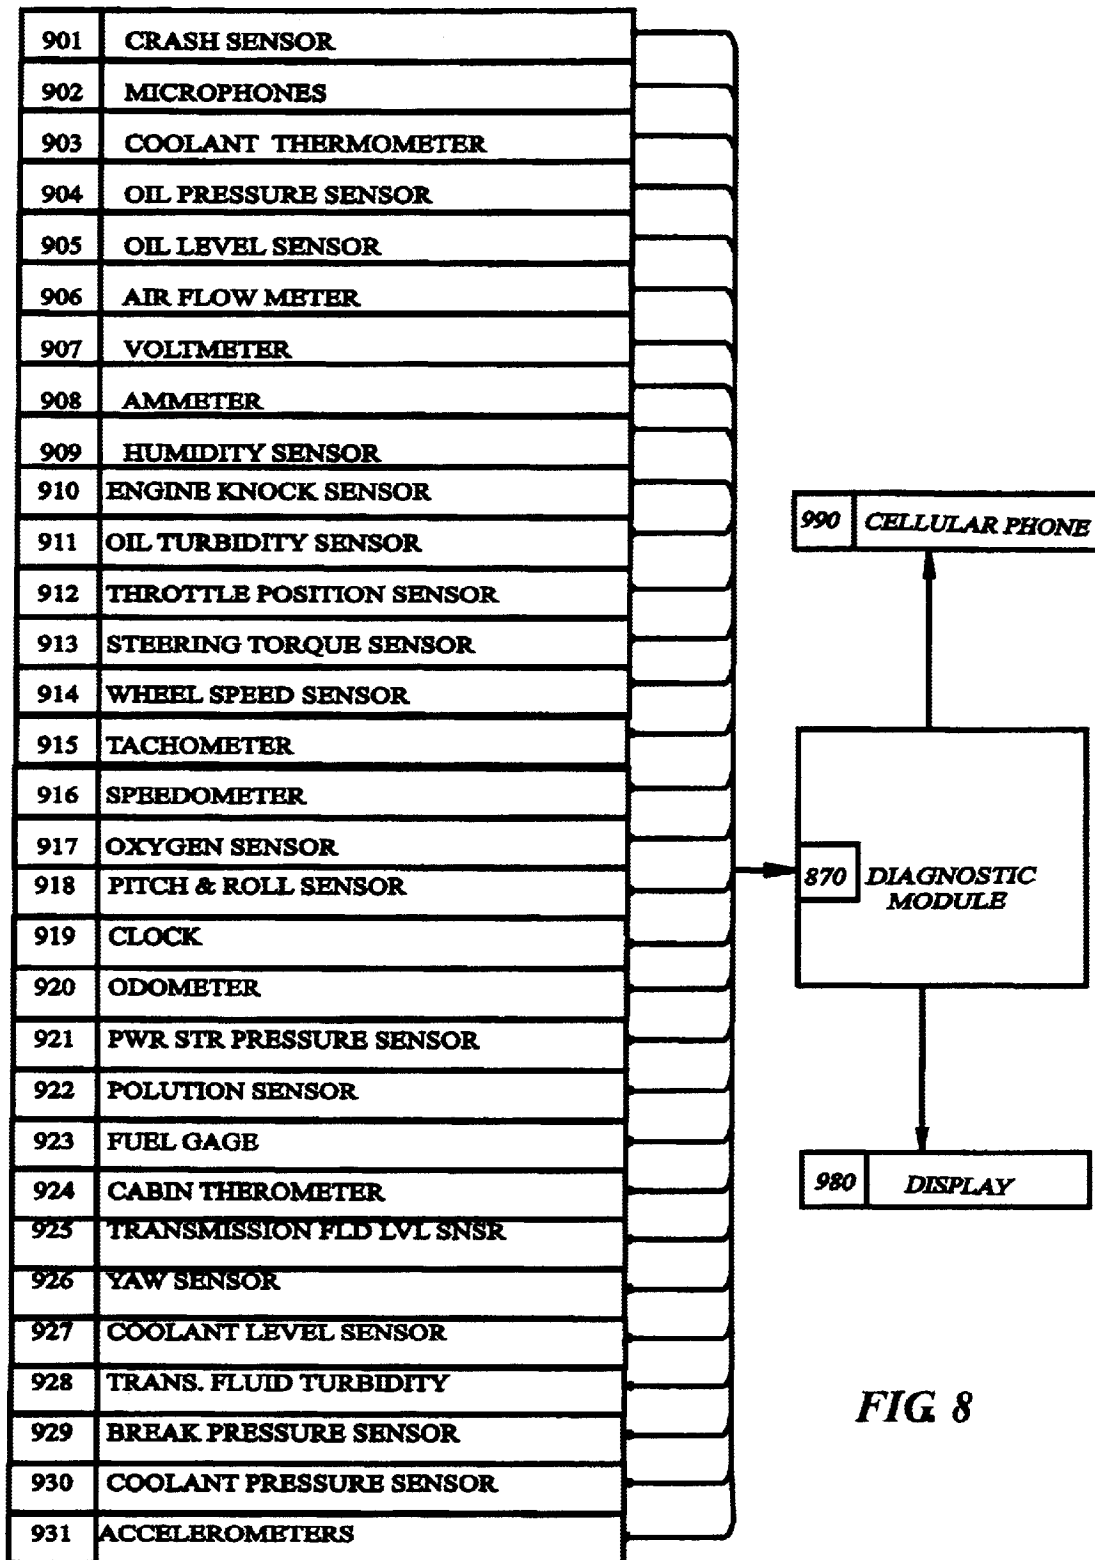 901 CRASH SENSOR
902 MICROPHONES
903 COOLANT THERMOMETER
904 OIL PRESSURE SENSOR
905 OIL LEVEL SENSOR
906 AIR FLOW METER
907 VOLTMETER
908 AMMETER
909 HUMIDITY SENSOR
910 ENGINE KNOCK SENSOR
911 OIL TURBIDITY SENSOR
912 THROTTLE POSITION SENSOR
913 STEERING TORQUE SENSOR
914 WHEEL SPEED SENSOR
915 TACHOMETER
916 SPEEDOMETER
917 OXYGEN SENSOR
918 PITCH & ROLL SENSOR
919 CLOCK
920 ODOMETER
921 PWR STR PRESSURE SENSOR
922 POLUTION SENSOR
923 FUEL GAGE
924 CABIN THEROMETER
925 TRANSMISSION FLD LVL SNSR
926 YAW SENSOR
927 COOLANT LEVEL SENSOR
928 TRANS. FLUID TURBIDITY
929 BREAK PRESSURE SENSOR
930 COOLANT PRESSURE SENSOR
931 ACCELEROMETERS
990 CELLULAR PHONE
870 DIAGNOSTIC
MODULE
980 DISPLAY
FIG. 8